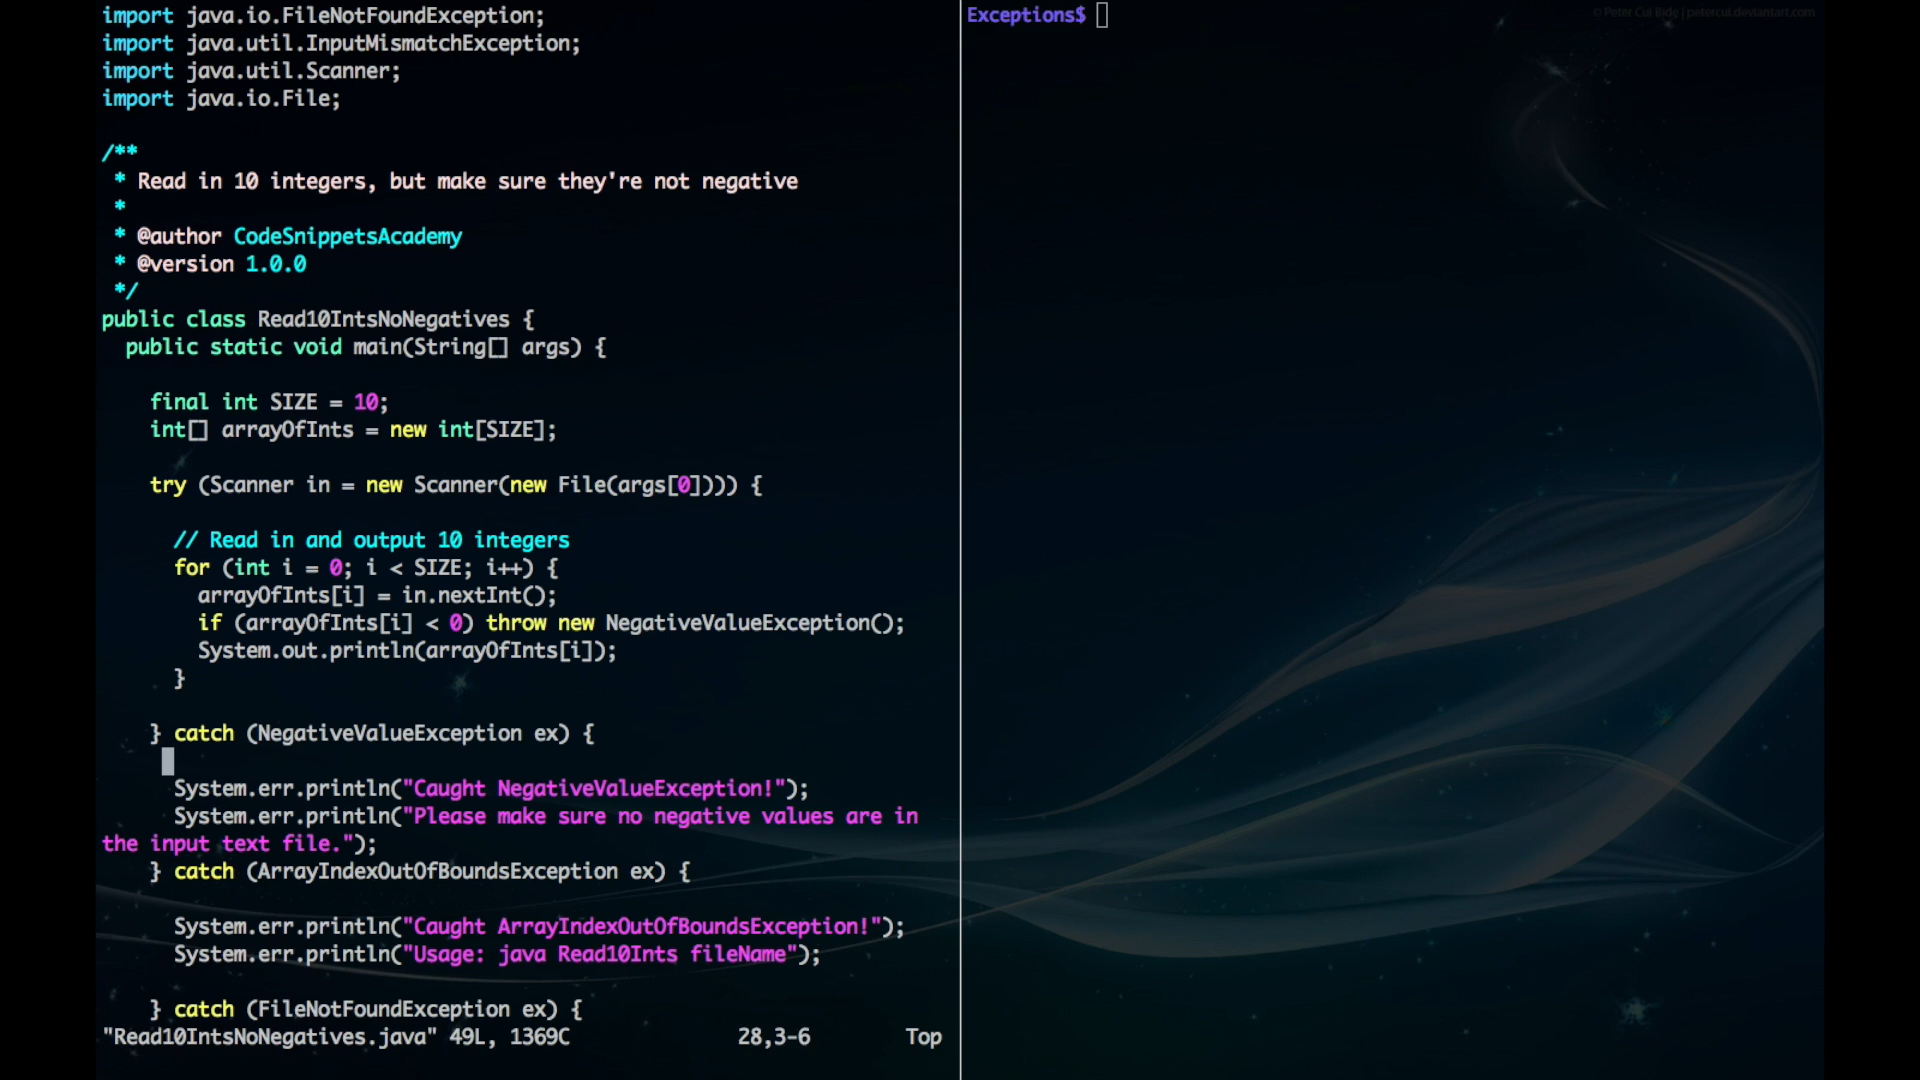 import java.io.FileNotFoundException;
import java.util.InputMismatchException;
import java.util.Scanner;
import java.io.File;
/**
* Read in 10 integers, but make sure they're not negative
*
* @author CodeSnippetsAcademy
* @version 1.0.0
*/
public class Read10IntsNoNegatives {
public static void main(String[] args) {
final int SIZE = 10;
int[] arrayOfInts = new int[SIZE];
try (Scanner in = new Scanner(new File(args[0]))) {
// Read in and output 10 integers
for (int i = 0; i < SIZE; i++) {
arrayOfInts[i] = in.nextInt();
if (arrayOfInts[i] < 0) throw new NegativeValueException();
System.out.println(arrayOfInts[i]);
}
} catch (NegativeValueException ex) {
System.err.println("Caught NegativeValueException!");
System.err.println("Please make sure no negative values are in
the input text file.");
} catch (ArrayIndexOutOfBoundsException ex) {
System.err.println("Caught ArrayIndexOutOfBoundsException!");
System.err.println("Usage: java Read10Ints fileName");
} catch (FileNotFoundException ex) {
"Read10IntsNoNegatives.java" 49L, 1369C 28,3-6 Top
Exceptions$
© Peter Cui Bide | petercui.deviantart.com